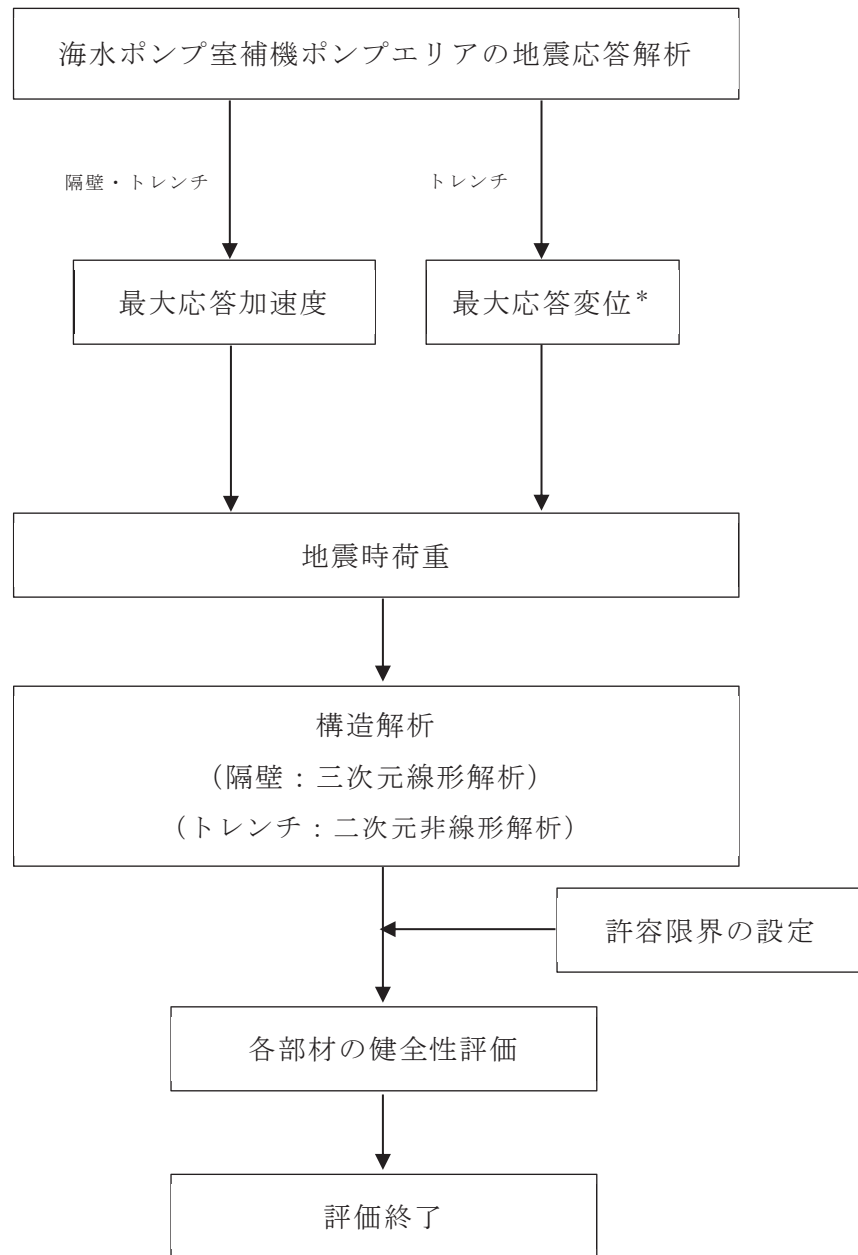 海水ポンプ室補機ポンプエリアの地震応答解析
隔壁・トレンチ
トレンチ
最大応答加速度
最大応答変位*
地震時荷重
構造解析
(隔壁:三次元線形解析)
(トレンチ:二次元非線形解析)
許容限界の設定
各部材の健全性評価
評価終了